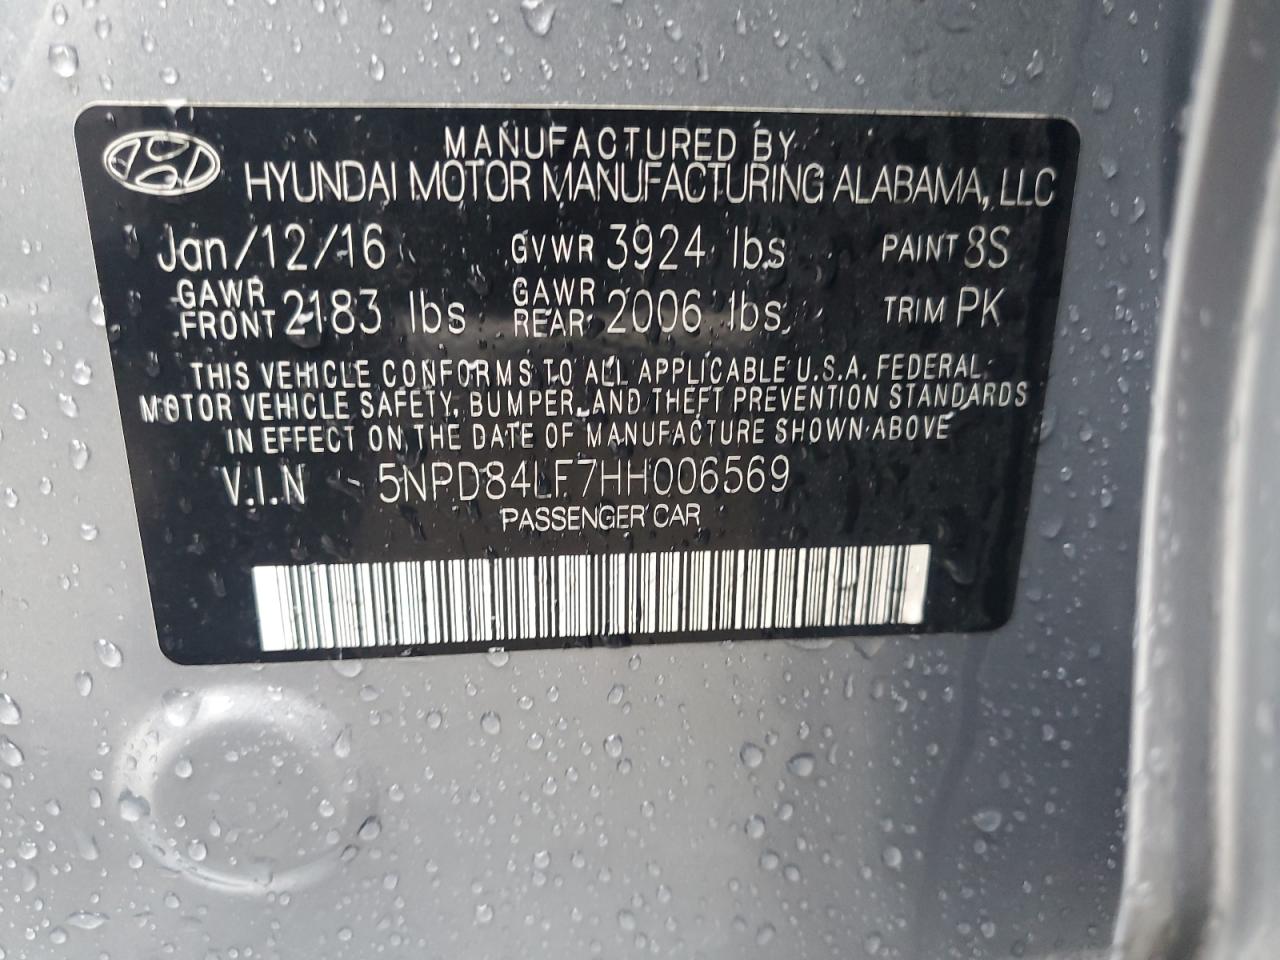 MANUFACTURED BY
HYUNDAI MOTOR MANUFACTURING ALABAMA, LLC
Jan/12/16 GVWR 3924 lbs PAINT 8S
GAWR FRONT 2183 lbs GAWR REAR 2006 lbs TRIM PK
THIS VEHICLE CONFORMS TO ALL APPLICABLE U.S.A. FEDERAL
MOTOR VEHICLE SAFETY, BUMPER, AND THEFT PREVENTION STANDARDS
IN EFFECT ON THE DATE OF MANUFACTURE SHOWN ABOVE
V.I.N - 5NPD84LF7HH006569
PASSENGER CAR